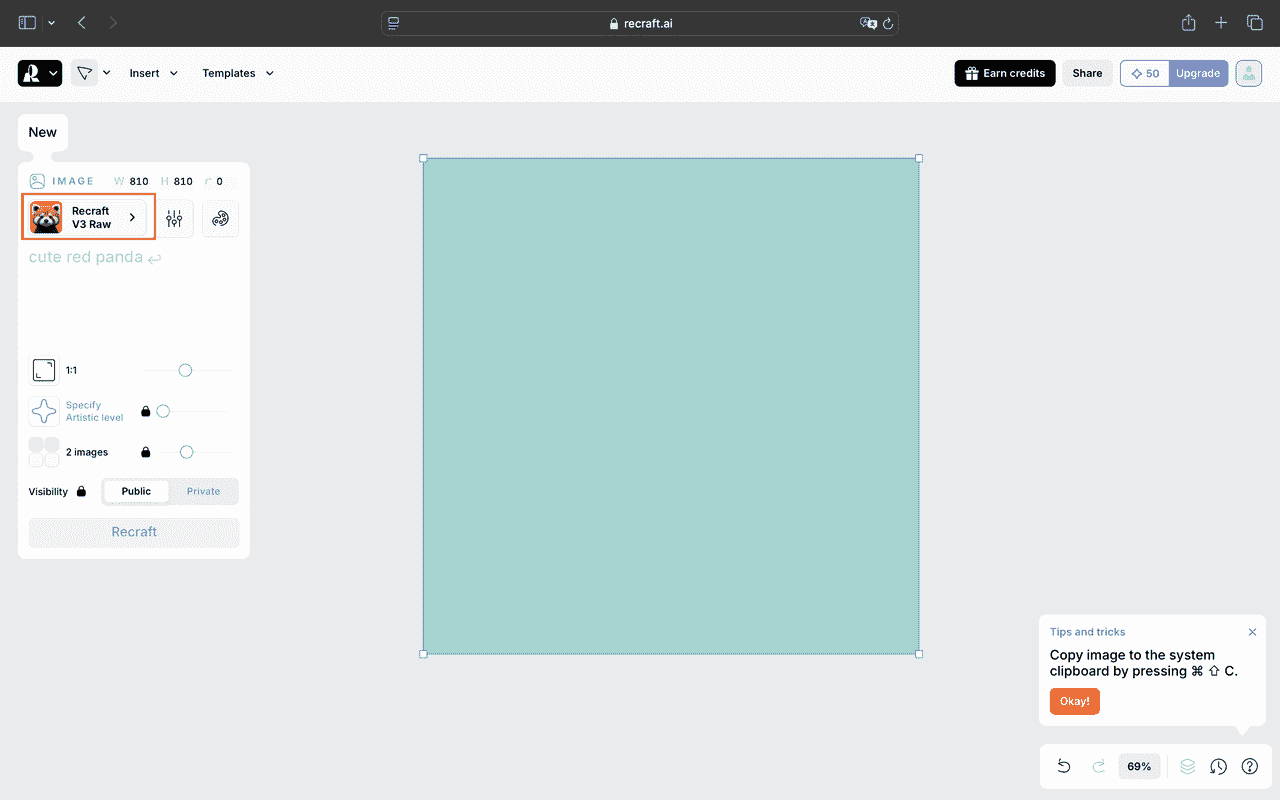 recraft.ai
Insert
Templates
Earn credits
Share
50
Upgrade
New
IMAGE W 810 H 810 r 0
Recraft
V3 Raw
cute red panda
1:1
Specify
Artistic level
2 images
Visibility
Public
Private
Recraft
Tips and tricks
Copy image to the system
clipboard by pressing ⌘ ⇧ C.
Okay!
69%